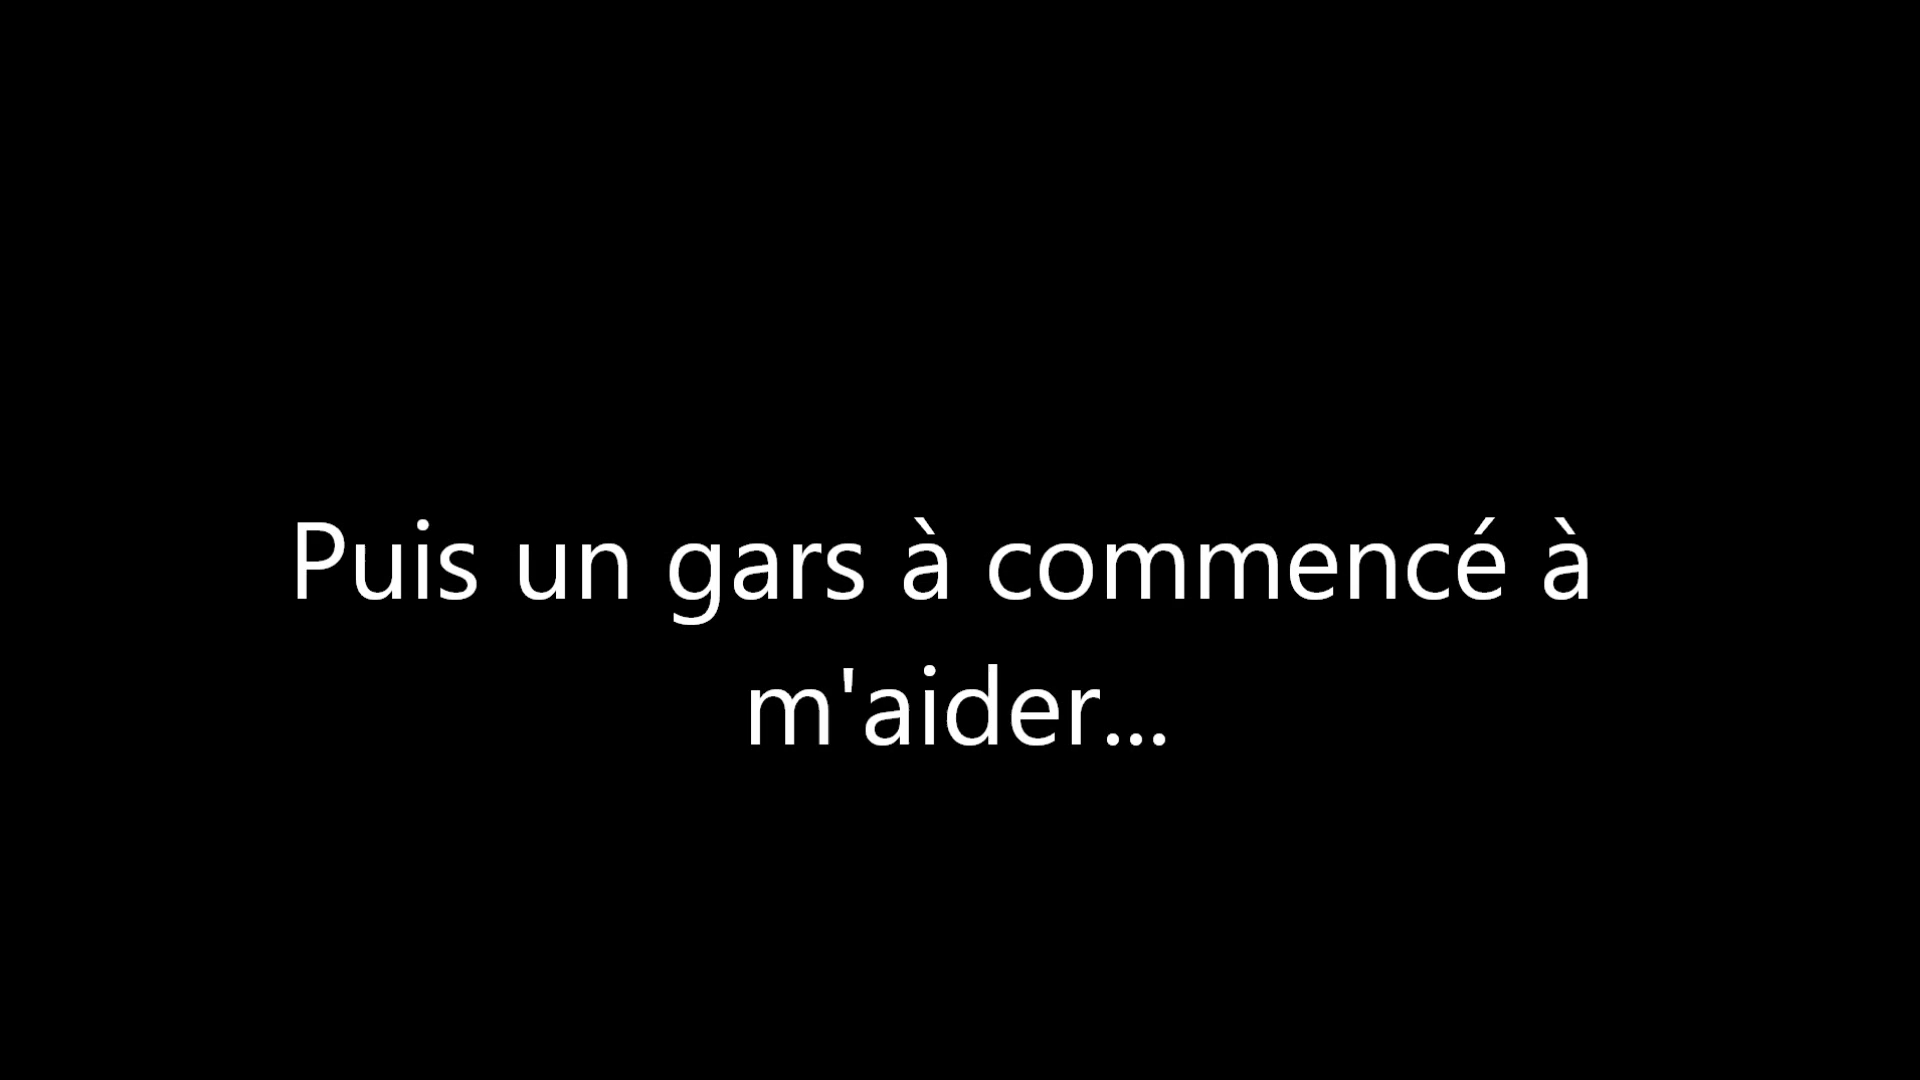 Puis un gars à commencé à
m'aider...